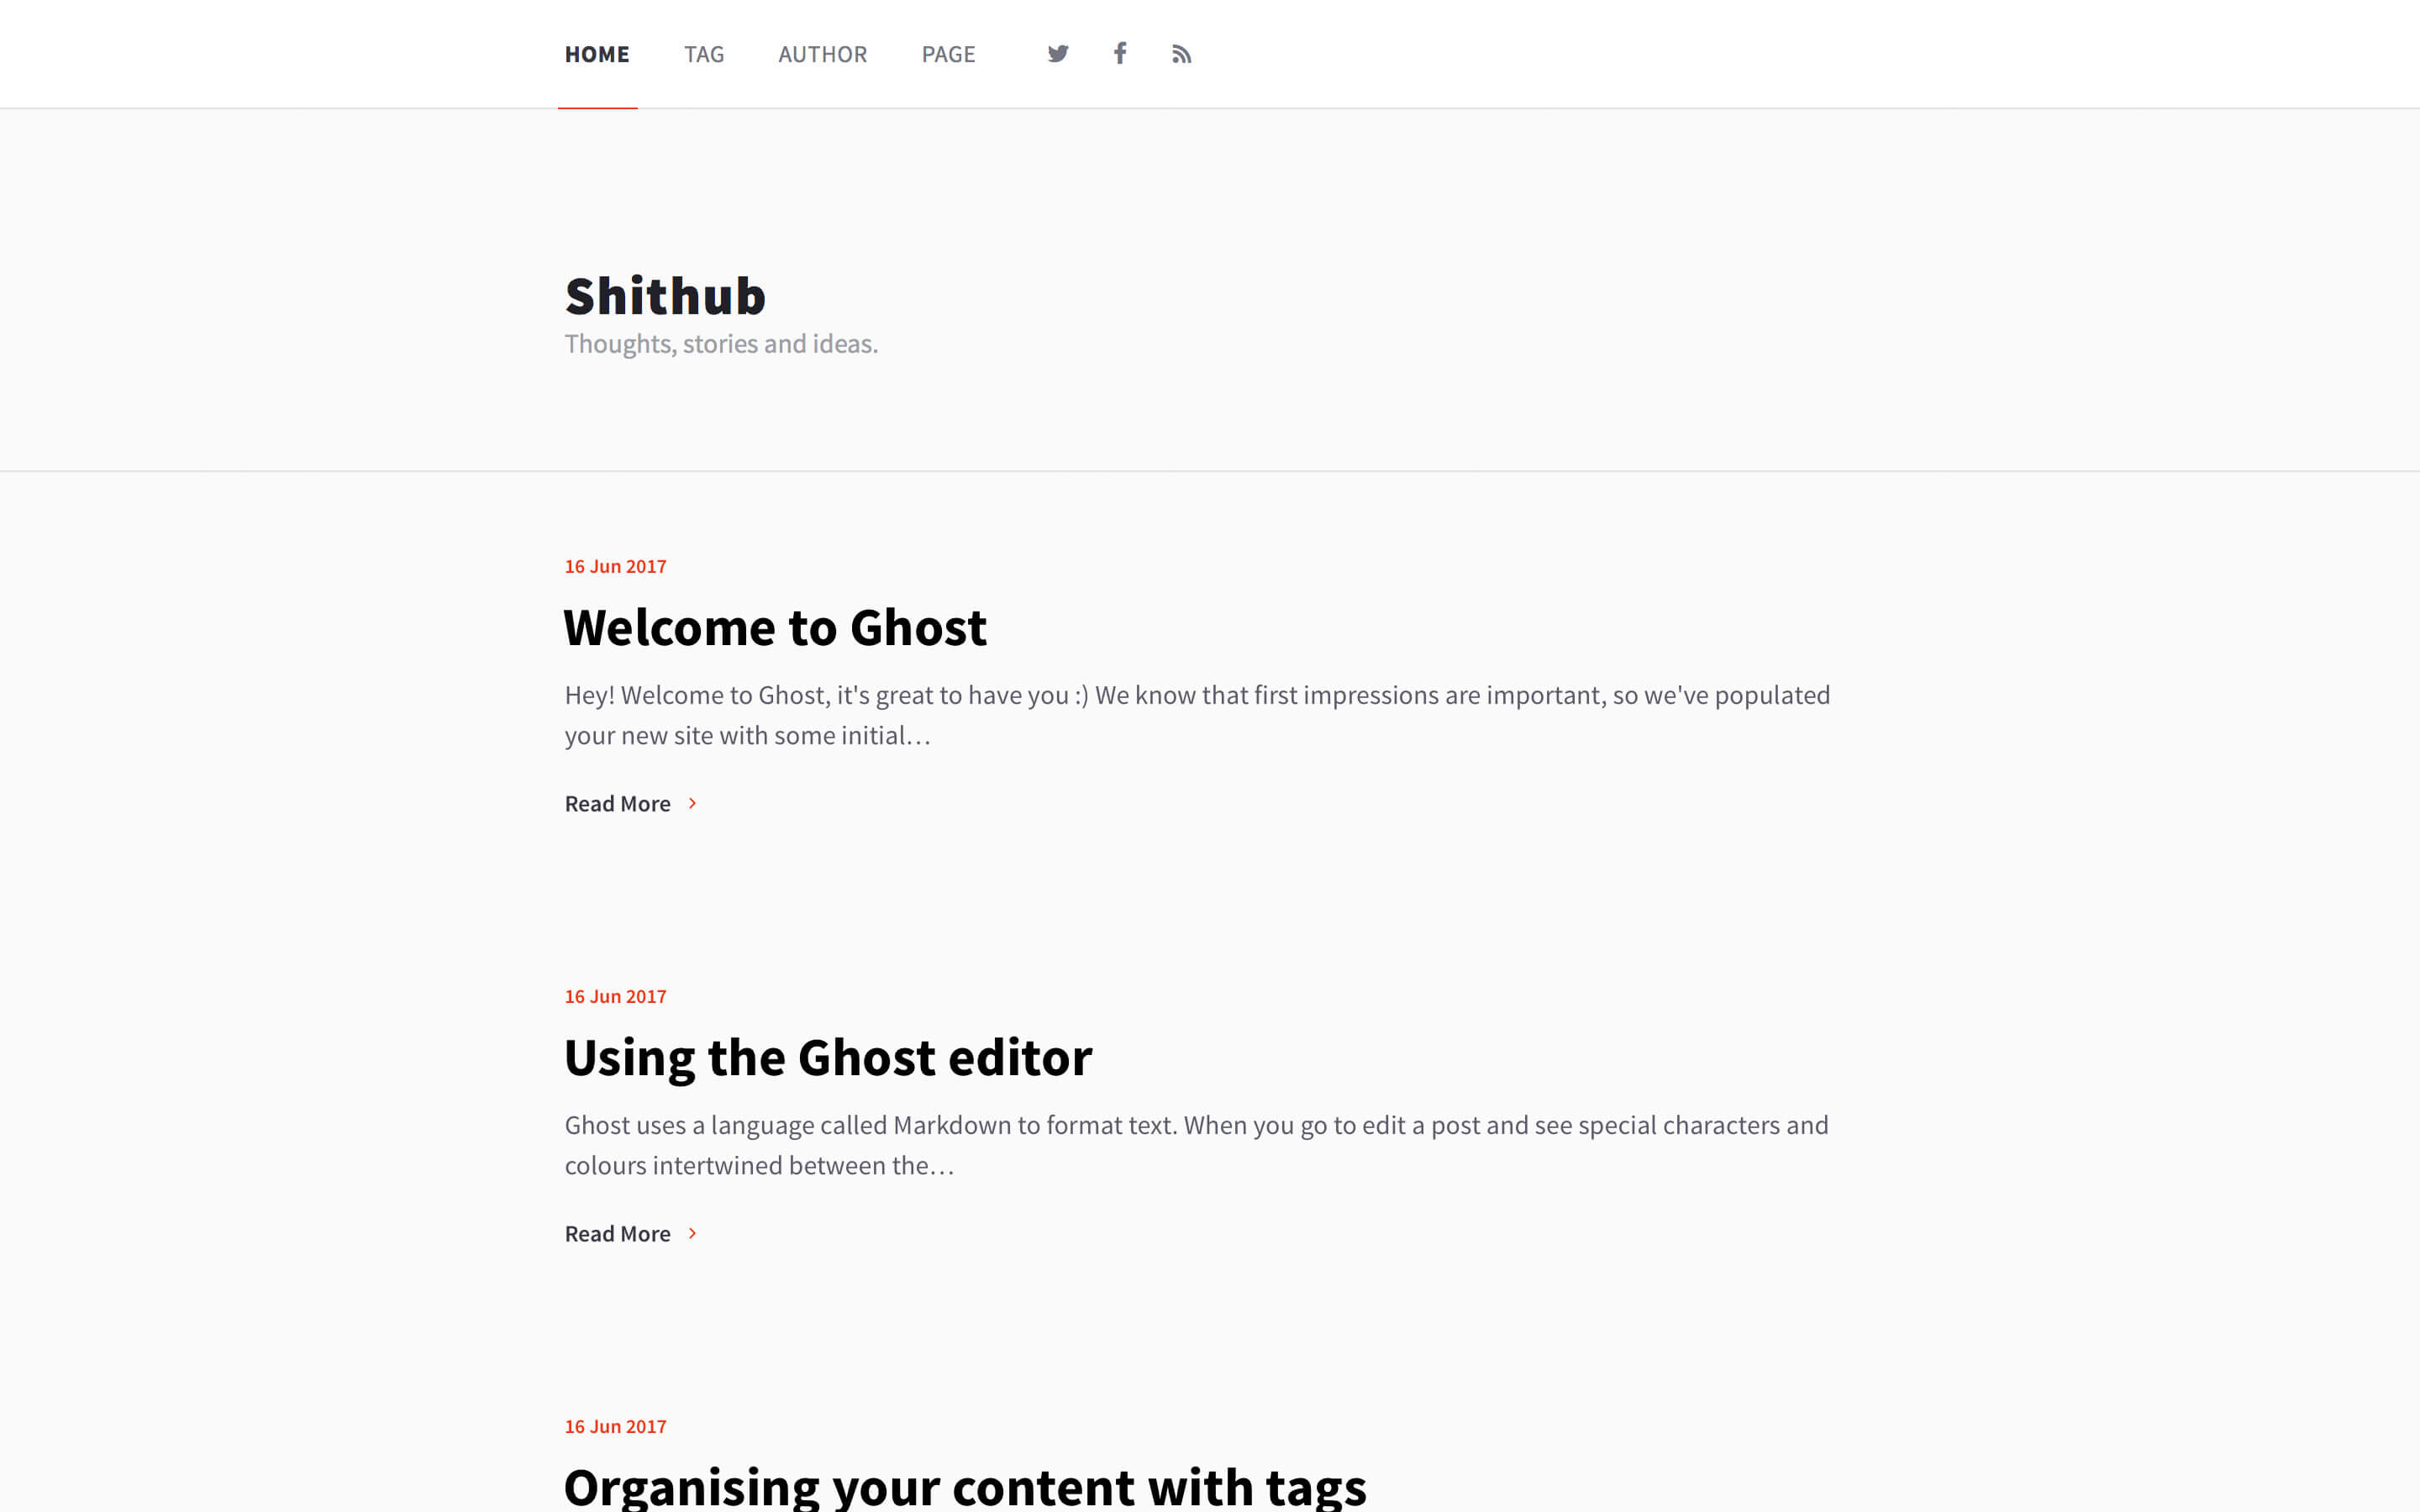 HOME TAG AUTHOR PAGE
Shithub
Thoughts, stories and ideas.
16 Jun 2017
Welcome to Ghost
Hey! Welcome to Ghost, it's great to have you :) We know that first impressions are important, so we've populated
your new site with some initial…
Read More
16 Jun 2017
Using the Ghost editor
Ghost uses a language called Markdown to format text. When you go to edit a post and see special characters and
colours intertwined between the…
Read More
16 Jun 2017
Organising your content with tags